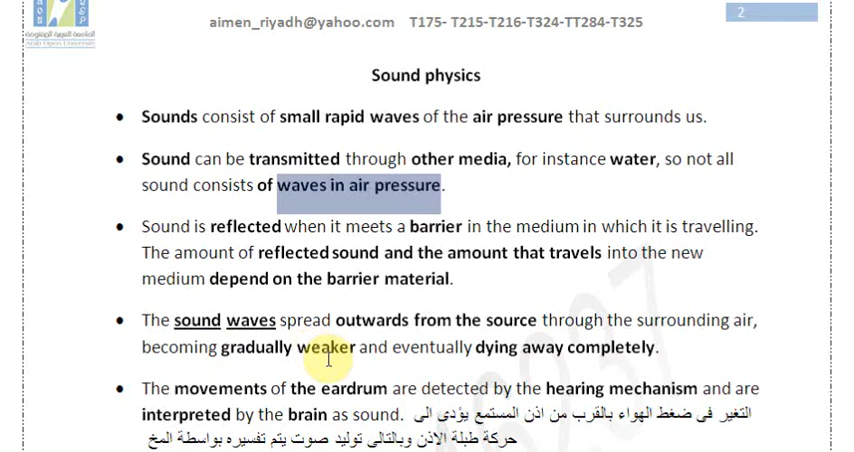 aimen_riyadh@yahoo.com T175- T215-T216-T324-TT284-T325
2
الجامعة العربية المفتوحة
Arab Open University
Sound physics
• Sounds consist of small rapid waves of the air pressure that surrounds us.
• Sound can be transmitted through other media, for instance water, so not all
sound consists of waves in air pressure.
• Sound is reflected when it meets a barrier in the medium in which it is travelling.
The amount of reflected sound and the amount that travels into the new
medium depend on the barrier material.
• The sound waves spread outwards from the source through the surrounding air,
becoming gradually weaker and eventually dying away completely.
• The movements of the eardrum are detected by the hearing mechanism and are
interpreted by the brain as sound. التغير فى ضغط الهواء بالقرب من اذن المستمع يؤدى الى
حركة طبلة الاذن وبالتالى توليد صوت يتم تفسيره بواسطة المخ